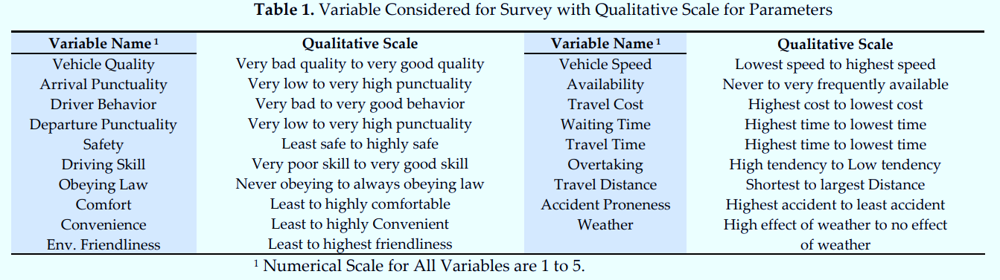 Table 1. Variable Considered for Survey with Qualitative Scale for Parameters
Variable Name ¹ Qualitative Scale Variable Name ¹ Qualitative Scale
Vehicle Quality Very bad quality to very good quality Vehicle Speed Lowest speed to highest speed
Arrival Punctuality Very low to very high punctuality Availability Never to very frequently available
Driver Behavior Very bad to very good behavior Travel Cost Highest cost to lowest cost
Departure Punctuality Very low to very high punctuality Waiting Time Highest time to lowest time
Safety Least safe to highly safe Travel Time Highest time to lowest time
Driving Skill Very poor skill to very good skill Overtaking High tendency to Low tendency
Obeying Law Never obeying to always obeying law Travel Distance Shortest to largest Distance
Comfort Least to highly comfortable Accident Proneness Highest accident to least accident
Convenience Least to highly Convenient Weather High effect of weather to no effect
Env. Friendliness Least to highest friendliness of weather
¹ Numerical Scale for All Variables are 1 to 5.